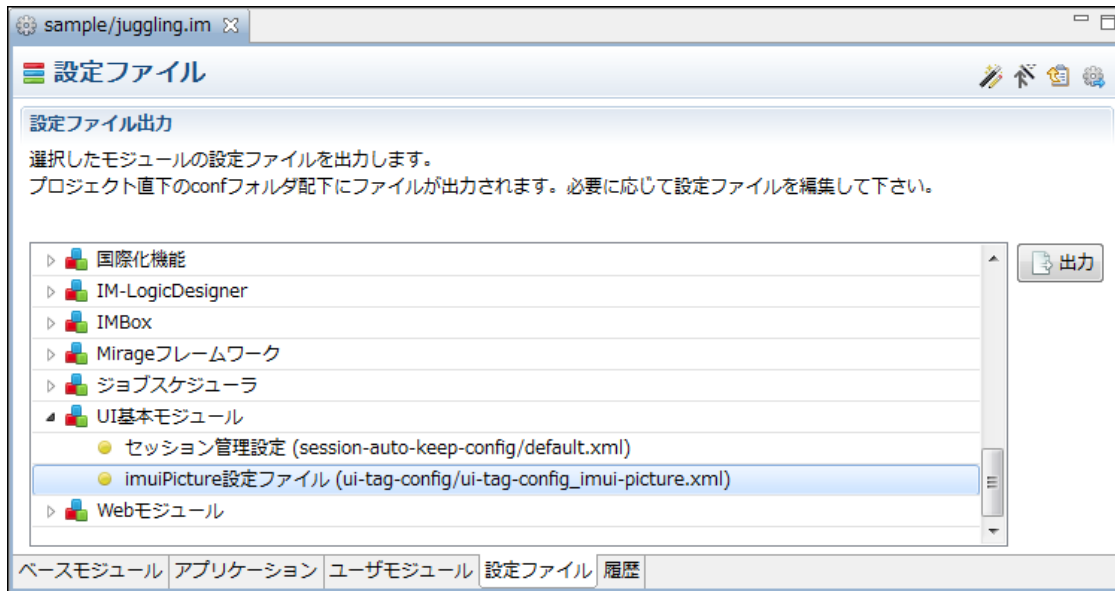 sample/juggling.im
設定ファイル
設定ファイル出力
選択したモジュールの設定ファイルを出力します。
プロジェクト直下のconfフォルダ配下にファイルが出力されます。必要に応じて設定ファイルを編集して下さい。
国際化機能
出力
IM-LogicDesigner
IMBox
Mirageフレームワーク
ジョブスケジューラ
UI基本モジュール
セッション管理設定 (session-auto-keep-config/default.xml)
imuiPicture設定ファイル (ui-tag-config/ui-tag-config_imui-picture.xml)
Webモジュール
ベースモジュール アプリケーション ユーザモジュール 設定ファイル 履歴